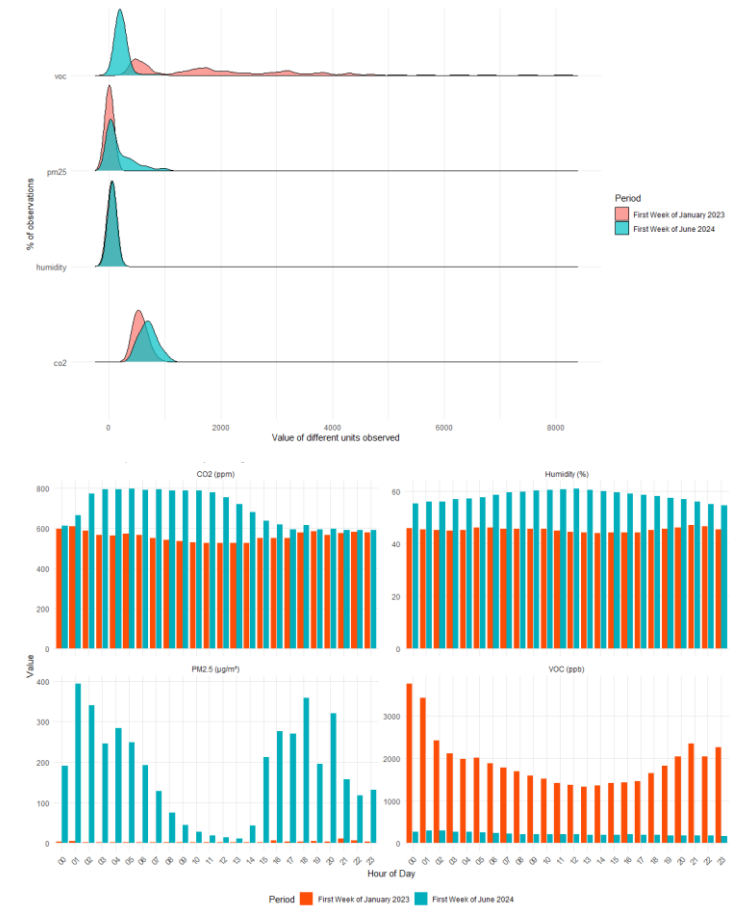 voc
pm25
humidity
co2
% of observations
0 2000 4000 6000 8000
Value of different units observed
Period
First Week of January 2023
First Week of June 2024
CO2 (ppm)
800
600
400
200
0
Humidity (%)
60
40
20
0
Value
PM2.5 (µg/m³)
400
300
200
100
0
00 01 02 03 04 05 06 07 08 09 10 11 12 13 14 15 16 17 18 19 20 21 22 23
VOC (ppb)
3000
2000
1000
0
00 01 02 03 04 05 06 07 08 09 10 11 12 13 14 15 16 17 18 19 20 21 22 23
Hour of Day
Period First Week of January 2023 First Week of June 2024